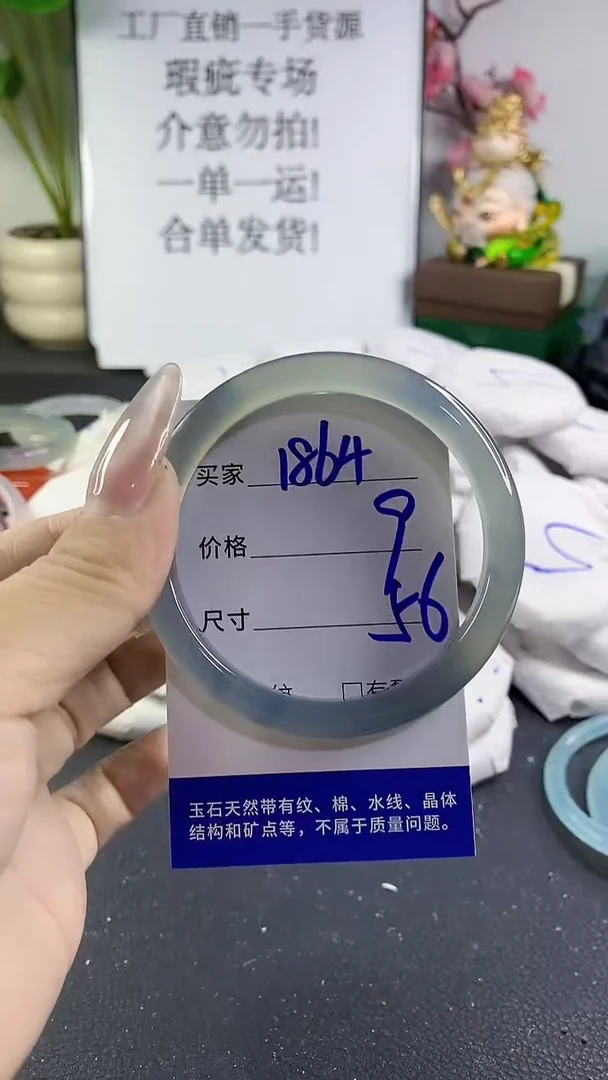 工厂直销一手货源
瑕疵专场
介意勿拍!
一单一运!
合单发货!
买家 1864
价格 9
尺寸 56
玉石天然带有纹、棉、水线、晶体
结构和矿点等，不属于质量问题。